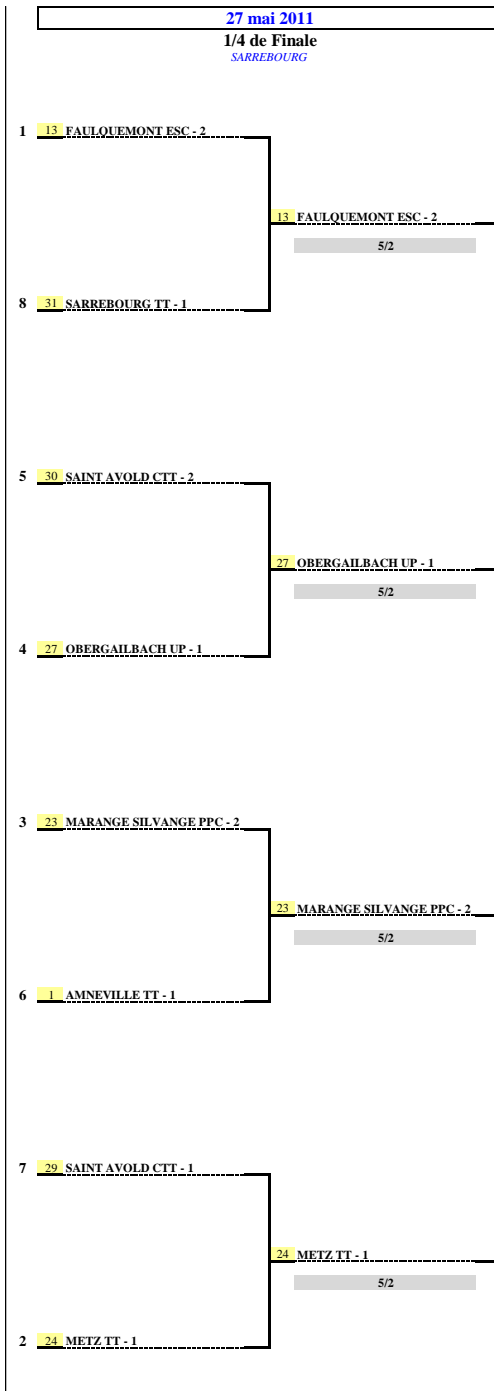 27 mai 2011
1/4 de Finale
SARREBOURG
1 13 FAULQUEMONT ESC - 2
13 FAULQUEMONT ESC - 2
5/2
8 31 SARREBOURG TT - 1
5 30 SAINT AVOLD CTT - 2
27 OBERGAILBACH UP - 1
5/2
4 27 OBERGAILBACH UP - 1
3 23 MARANGE SILVANGE PPC - 2
23 MARANGE SILVANGE PPC - 2
5/2
6 1 AMNEVILLE TT - 1
7 29 SAINT AVOLD CTT - 1
24 METZ TT - 1
5/2
2 24 METZ TT - 1